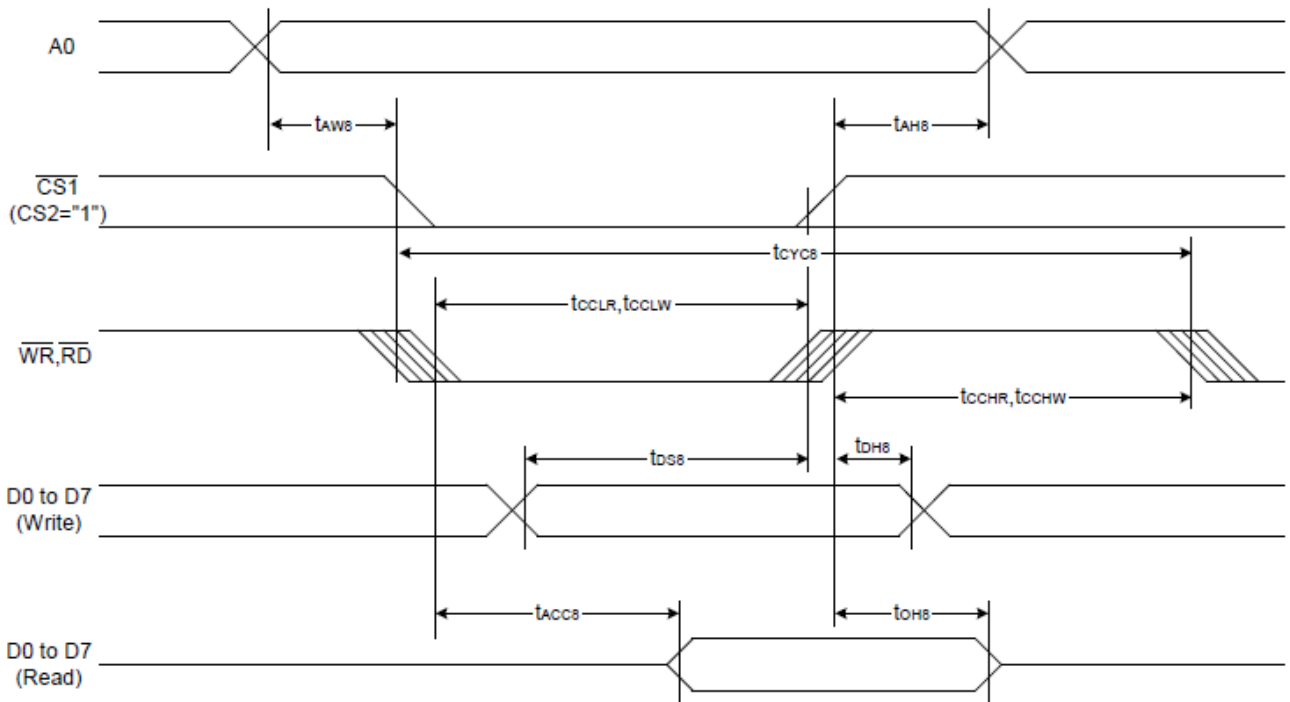 A0
tAW8
tAH8
CS1
(CS2="1")
tCYC8
tCCLR,tCCLW
WR,RD
tCCHR,tCCHW
tDS8
tDH8
D0 to D7
(Write)
tACC8
tOH8
D0 to D7
(Read)